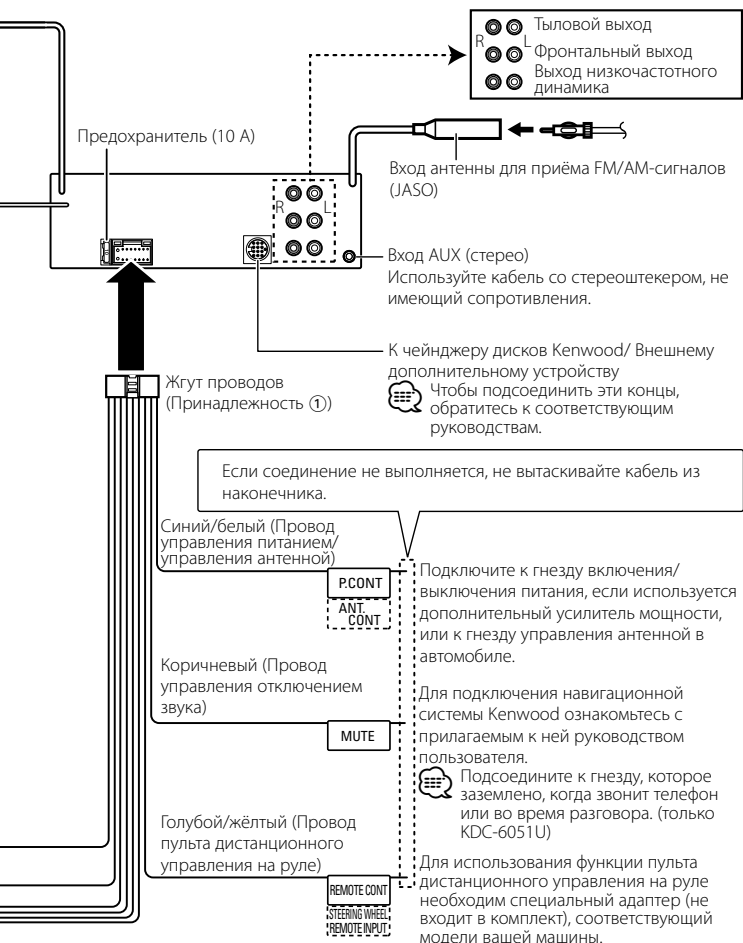 Тыловой выход
R
L
Фронтальный выход
Выход низкочастотного
динамика
Предохранитель (10 А)
Вход антенны для приёма FM/AM-сигналов
(JASO)
R
L
Вход AUX (стерео)
Используйте кабель со стереоштекером, не
имеющий сопротивления.
К чейнджеру дисков Kenwood/ Внешнему
дополнительному устройству
Чтобы подсоединить эти концы,
обратитесь к соответствующим
руководствам.
Жгут проводов
(Принадлежность ①)
Если соединение не выполняется, не вытаскивайте кабель из
наконечника.
Синий/белый (Провод
управления питанием/
управления антенной)
P.CONT
ANT.
CONT
Подключите к гнезду включения/
выключения питания, если используется
дополнительный усилитель мощности,
или к гнезду управления антенной в
автомобиле.
Коричневый (Провод
управления отключением
звука)
MUTE
Для подключения навигационной
системы Kenwood ознакомьтесь с
прилагаемым к ней руководством
пользователя.
Подсоедините к гнезду, которое
заземлено, когда звонит телефон
или во время разговора. (только
KDC-6051U)
Голубой/жёлтый (Провод
пульта дистанционного
управления на руле)
REMOTE CONT
STEERING WHEEL
REMOTE INPUT
Для использования функции пульта
дистанционного управления на руле
необходим специальный адаптер (не
входит в комплект), соответствующий
модели вашей машины.